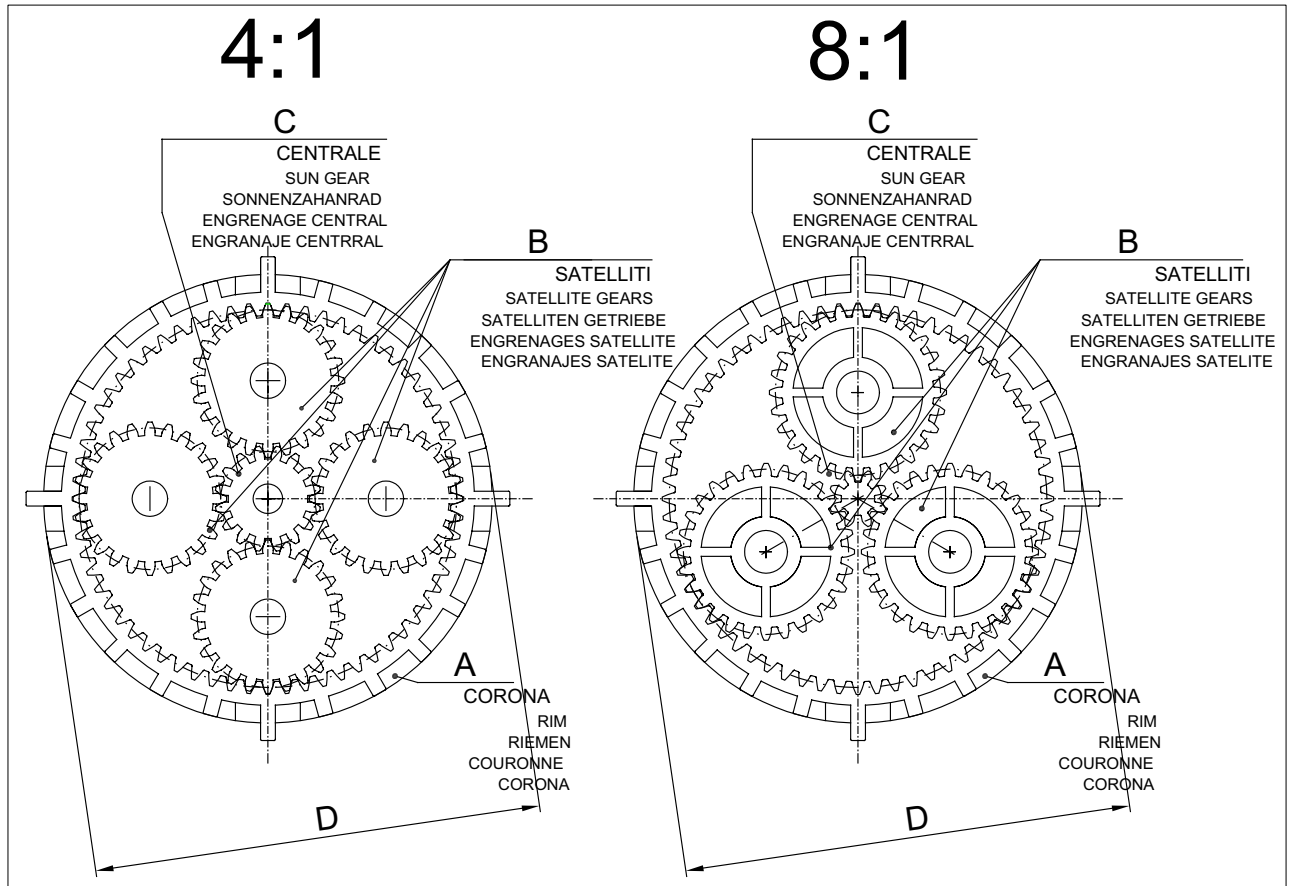 4:1
C
CENTRALE
SUN GEAR
SONNENZAHANRAD
ENGRENAGE CENTRAL
ENGRANAJE CENTRRAL
B
SATELLITI
SATELLITE GEARS
SATELLITEN GETRIEBE
ENGRENAGES SATELLITE
ENGRANAJES SATELITE
A
CORONA
RIM
RIEMEN
COURONNE
CORONA
D
8:1
C
CENTRALE
SUN GEAR
SONNENZAHANRAD
ENGRENAGE CENTRAL
ENGRANAJE CENTRRAL
B
SATELLITI
SATELLITE GEARS
SATELLITEN GETRIEBE
ENGRENAGES SATELLITE
ENGRANAJES SATELITE
A
CORONA
RIM
RIEMEN
COURONNE
CORONA
D